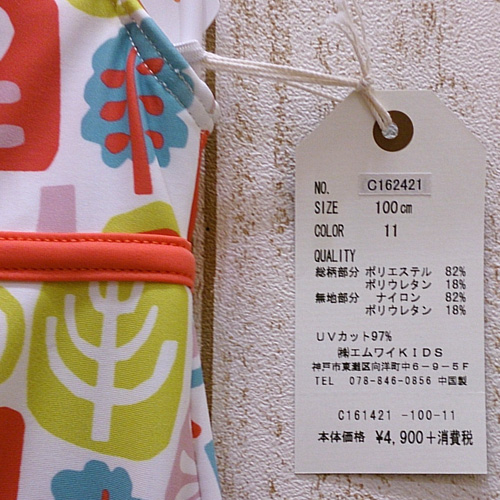 NO. C162421
SIZE 100cm
COLOR 11
QUALITY
総柄部分 ポリエステル 82%
ポリウレタン 18%
無地部分 ナイロン 82%
ポリウレタン 18%
UVカット97%
㈱エムワイKIDS
神戸市東灘区向洋町中6-9-5F
TEL 078-846-0856 中国製
C161421 -100-11
本体価格 ¥4,900+消費税